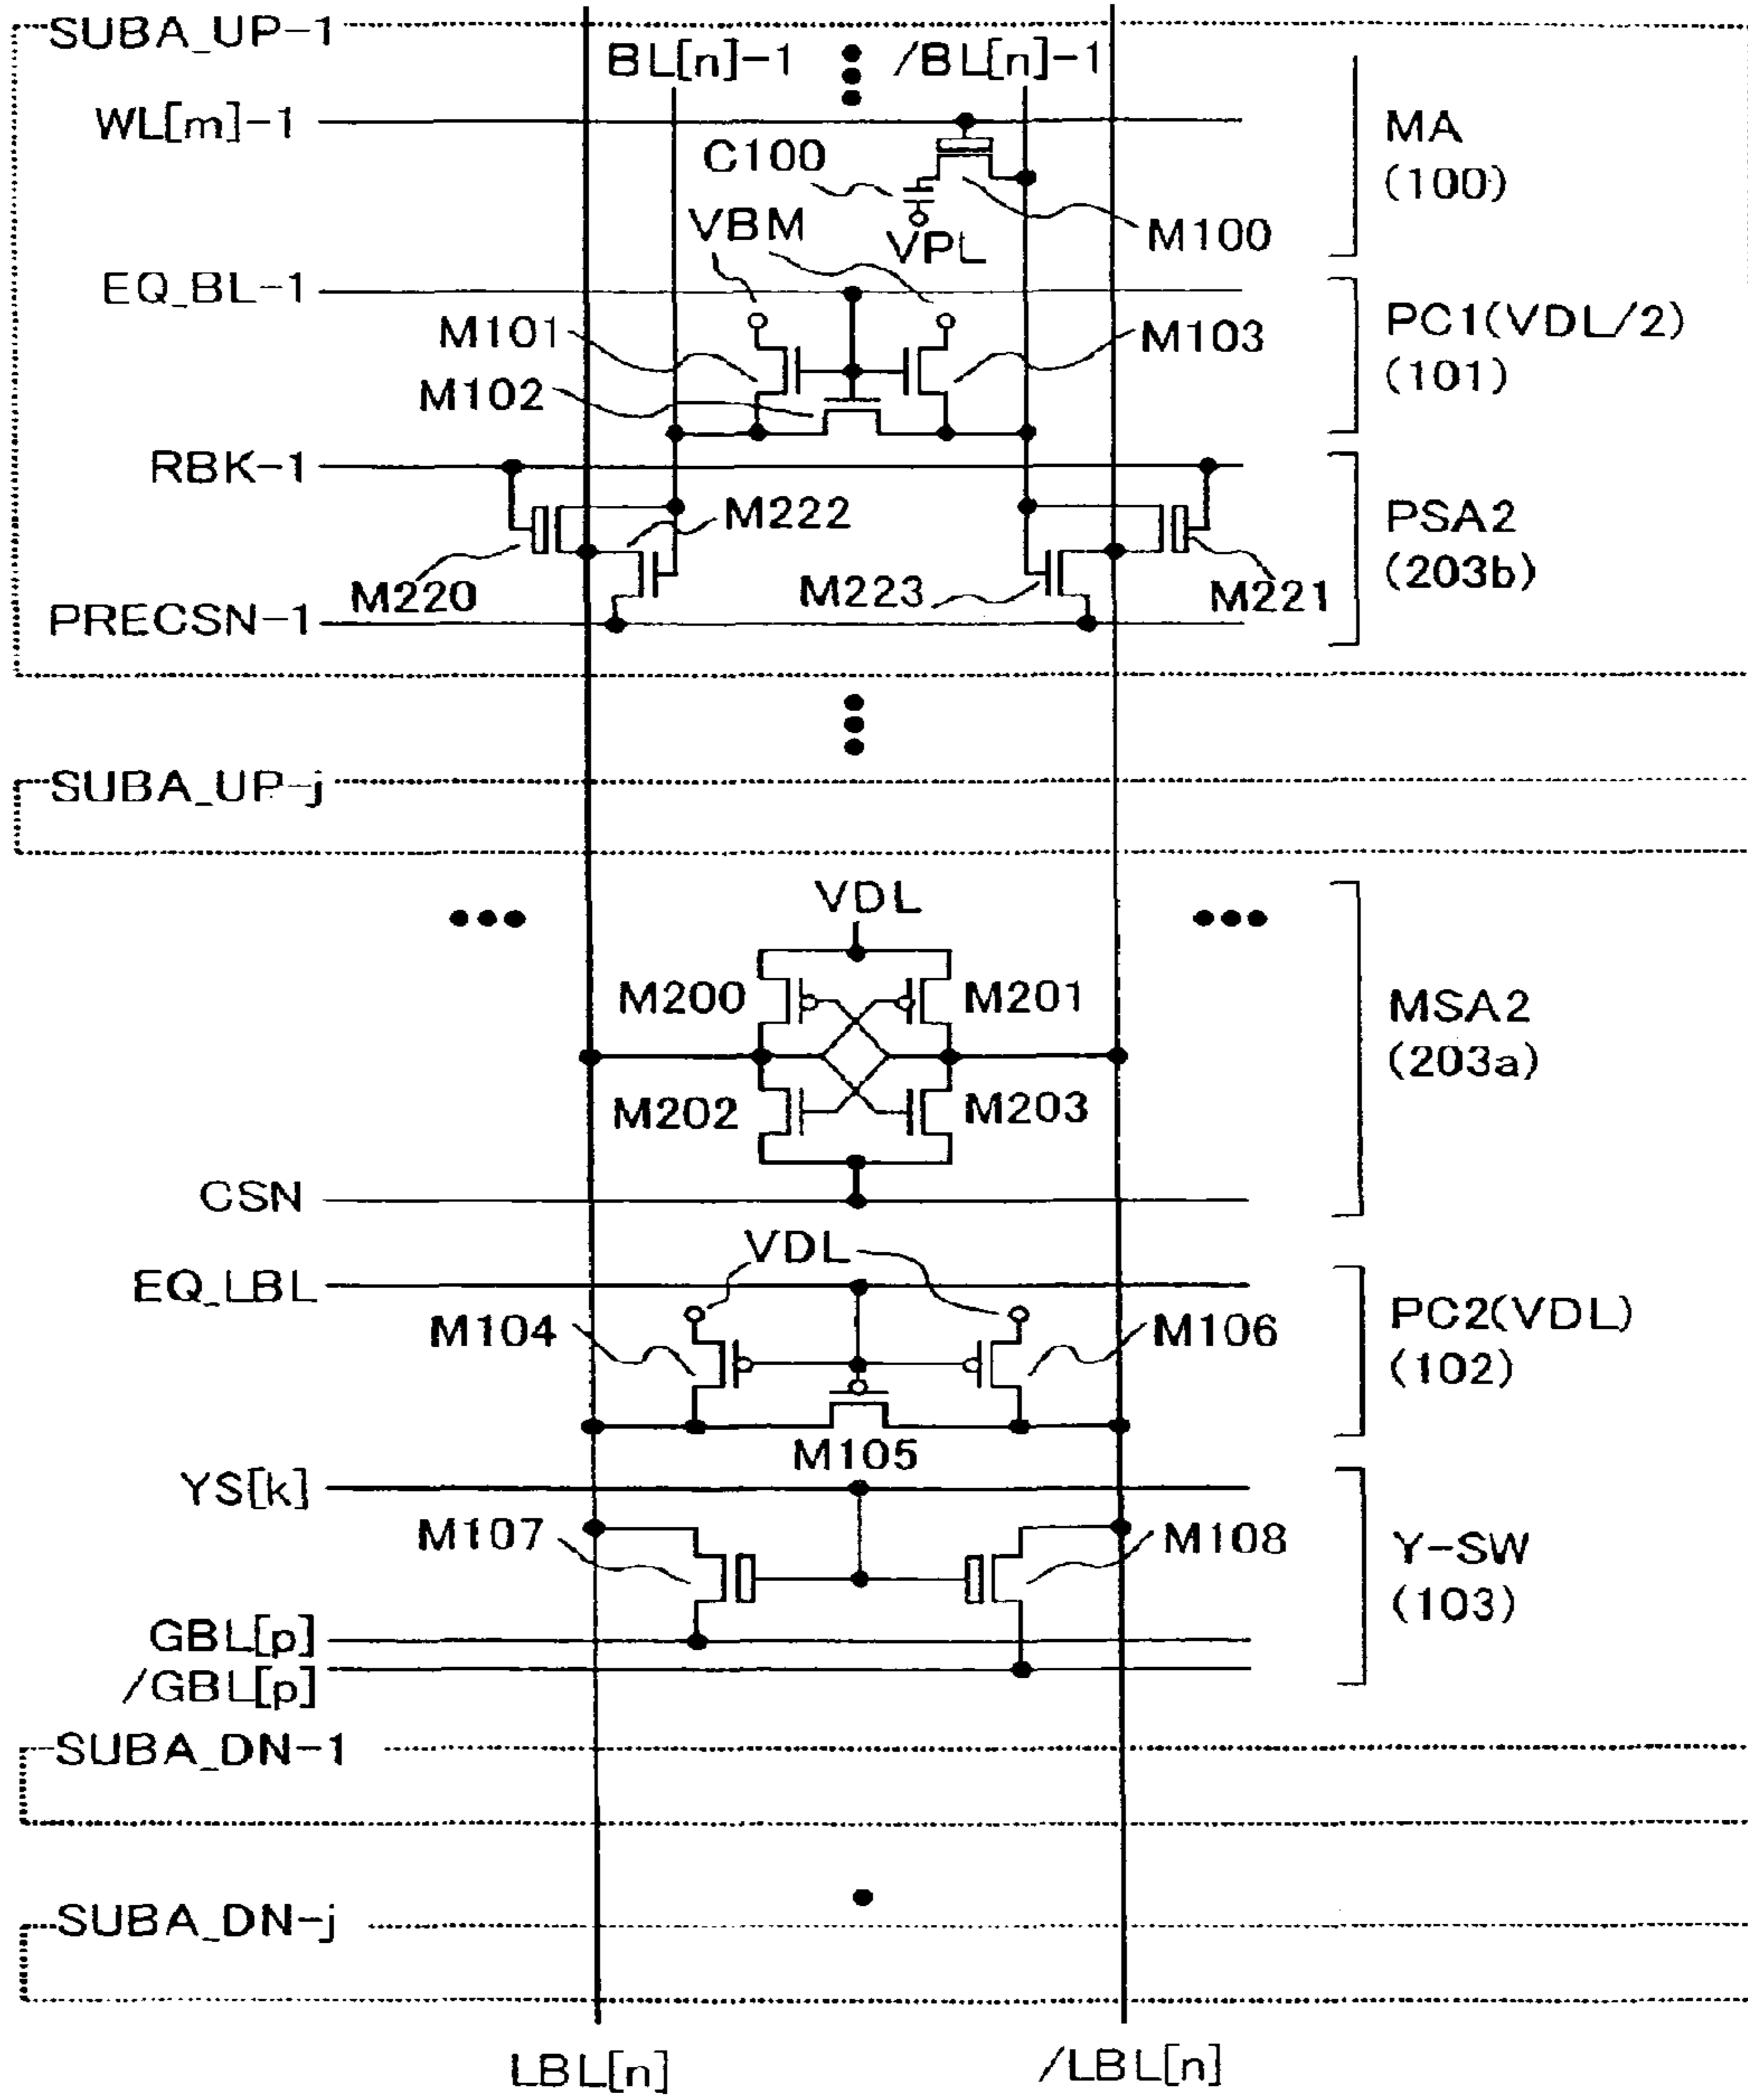 SUBA_UP-1
BL[n]-1
/BL[n]-1
WL[m]-1
C100
MA
(100)
VBM
VPL
M100
EQ_BL-1
M101
M103
PC1(VDL/2)
(101)
M102
RBK-1
M222
PSA2
(203b)
M220
M223
M221
PRECSN-1
SUBA_UP-j
VDL
M200
M201
MSA2
(203a)
M202
M203
CSN
VDL
EQ_LBL
M104
M106
PC2(VDL)
(102)
M105
YS[k]
M107
M108
Y-SW
(103)
GBL[p]
/GBL[p]
SUBA_DN-1
SUBA_DN-j
LBL[n]
/LBL[n]